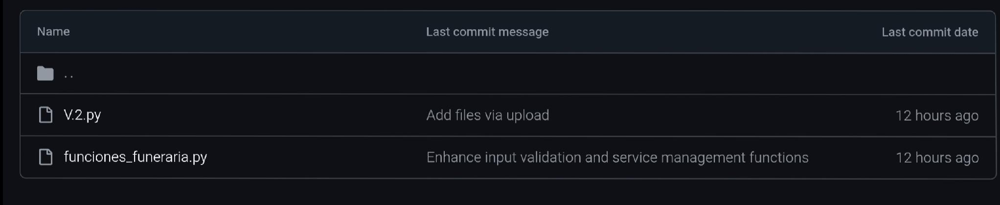 Name Last commit message Last commit date
..
V.2.py Add files via upload 12 hours ago
funciones_funeraria.py Enhance input validation and service management functions 12 hours ago